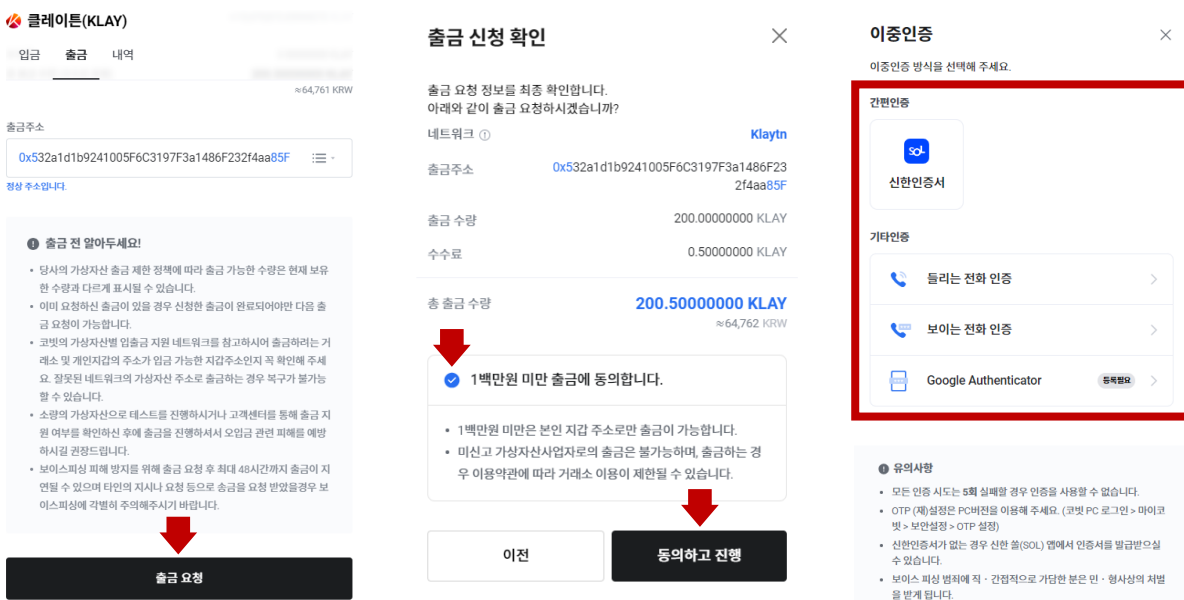 클레이튼(KLAY)
입금 출금 내역
≈64,761 KRW
출금주소
0x532a1d1b9241005F6C3197F3a1486F232f4aa85F
정상 주소입니다.
출금 전 알아두세요!
• 당사의 가상자산 출금 제한 정책에 따라 출금 가능한 수량은 현재 보유
한 수량과 다르게 표시될 수 있습니다.
• 이미 요청하신 출금이 있을 경우 신청한 출금이 완료되어야만 다음 출
금 요청이 가능합니다.
• 코빗의 가상자산별 입출금 지원 네트워크를 참고하시어 출금하려는 거
래소 및 개인지갑의 주소가 입금 가능한 지갑주소인지 꼭 확인해 주세
요. 잘못된 네트워크의 가상자산 주소로 출금하는 경우 복구가 불가능
할 수 있습니다.
• 소량의 가상자산으로 테스트를 진행하시거나 고객센터를 통해 출금 지
원 여부를 확인하신 후에 출금을 진행하셔서 오입금 관련 피해를 예방
하시길 권장드립니다.
• 보이스피싱 피해 방지를 위해 출금 요청 후 최대 48시간까지 출금이 지
연될 수 있으며 타인의 지시나 요청 등으로 송금을 요청 받았을경우 보
이스피싱에 각별히 주의해주시기 바랍니다.
출금 요청
출금 신청 확인
출금 요청 정보를 최종 확인합니다.
아래와 같이 출금 요청하시겠습니까?
네트워크 Klaytn
출금주소 0x532a1d1b9241005F6C3197F3a1486F23
2f4aa85F
출금 수량 200.00000000 KLAY
수수료 0.50000000 KLAY
총 출금 수량 200.50000000 KLAY
≈64,762 KRW
1백만원 미만 출금에 동의합니다.
• 1백만원 미만은 본인 지갑 주소로만 출금이 가능합니다.
• 미신고 가상자산사업자로의 출금은 불가능하며, 출금하는 경
우 이용약관에 따라 거래소 이용이 제한될 수 있습니다.
이전 동의하고 진행
이중인증
이중인증 방식을 선택해 주세요.
간편인증
SOL
신한인증서
기타인증
들리는 전화 인증
보이는 전화 인증
Google Authenticator 등록필요
유의사항
• 모든 인증 시도는 5회 실패할 경우 인증을 사용할 수 없습니다.
• OTP (재)설정은 PC버전을 이용해 주세요. (코빗 PC 로그인 > 마이코
빗 > 보안설정 > OTP 설정)
• 신한인증서가 없는 경우 신한 쏠(SOL) 앱에서 인증서를 발급받으실
수 있습니다.
• 보이스 피싱 범죄에 직・간접적으로 가담한 분은 민・형사상의 처벌
을 받게 됩니다.